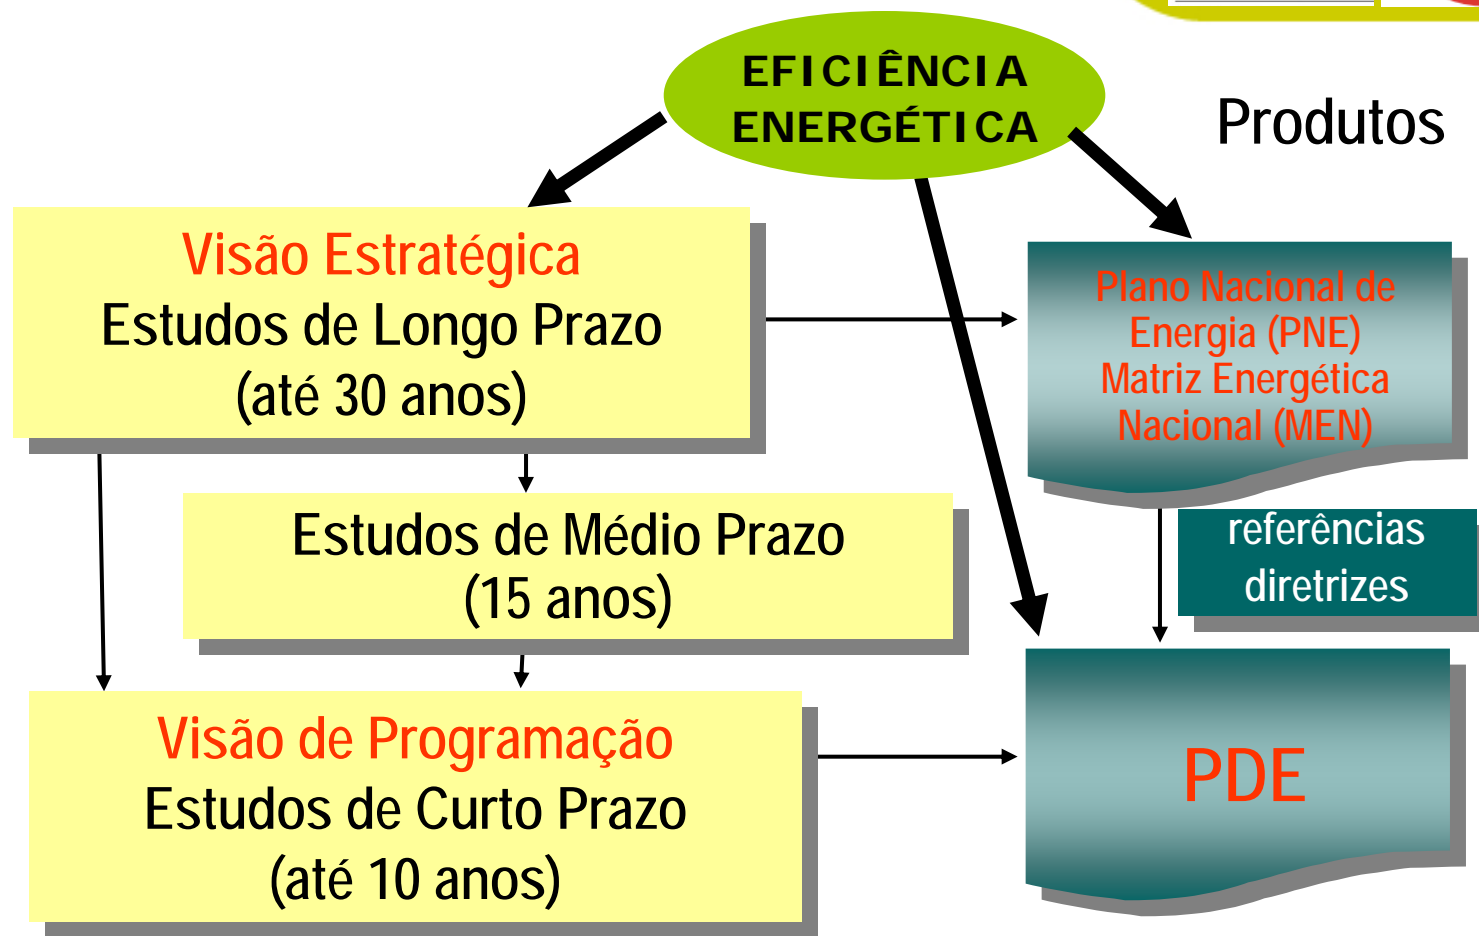 EFICIÊNCIA
ENERGÉTICA
Produtos
Visão Estratégica
Estudos de Longo Prazo
(até 30 anos)
Plano Nacional de
Energia (PNE)
Matriz Energética
Nacional (MEN)
Estudos de Médio Prazo
(15 anos)
referências
diretrizes
Visão de Programação
Estudos de Curto Prazo
(até 10 anos)
PDE